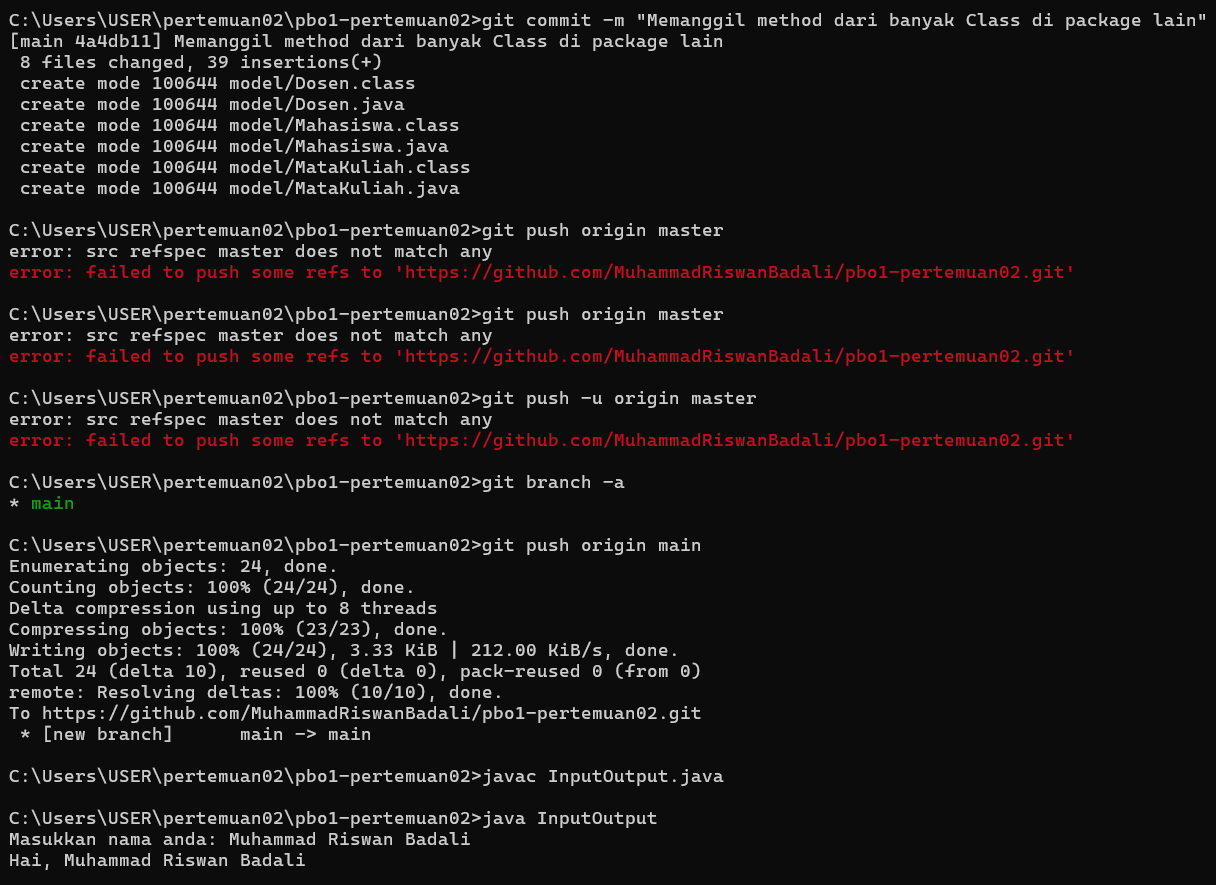 C:\Users\USER\pertemuan02\pbo1-pertemuan02>git commit -m "Memanggil method dari banyak Class di package lain"
[main 4a4db11] Memanggil method dari banyak Class di package lain
 8 files changed, 39 insertions(+)
 create mode 100644 model/Dosen.class
 create mode 100644 model/Dosen.java
 create mode 100644 model/Mahasiswa.class
 create mode 100644 model/Mahasiswa.java
 create mode 100644 model/MataKuliah.class
 create mode 100644 model/MataKuliah.java

C:\Users\USER\pertemuan02\pbo1-pertemuan02>git push origin master
error: src refspec master does not match any
error: failed to push some refs to 'https://github.com/MuhammadRiswanBadali/pbo1-pertemuan02.git'

C:\Users\USER\pertemuan02\pbo1-pertemuan02>git push origin master
error: src refspec master does not match any
error: failed to push some refs to 'https://github.com/MuhammadRiswanBadali/pbo1-pertemuan02.git'

C:\Users\USER\pertemuan02\pbo1-pertemuan02>git push -u origin master
error: src refspec master does not match any
error: failed to push some refs to 'https://github.com/MuhammadRiswanBadali/pbo1-pertemuan02.git'

C:\Users\USER\pertemuan02\pbo1-pertemuan02>git branch -a
* main

C:\Users\USER\pertemuan02\pbo1-pertemuan02>git push origin main
Enumerating objects: 24, done.
Counting objects: 100% (24/24), done.
Delta compression using up to 8 threads
Compressing objects: 100% (23/23), done.
Writing objects: 100% (24/24), 3.33 KiB | 212.00 KiB/s, done.
Total 24 (delta 10), reused 0 (delta 0), pack-reused 0 (from 0)
remote: Resolving deltas: 100% (10/10), done.
To https://github.com/MuhammadRiswanBadali/pbo1-pertemuan02.git
 * [new branch]      main -> main

C:\Users\USER\pertemuan02\pbo1-pertemuan02>javac InputOutput.java

C:\Users\USER\pertemuan02\pbo1-pertemuan02>java InputOutput
Masukkan nama anda: Muhammad Riswan Badali
Hai, Muhammad Riswan Badali